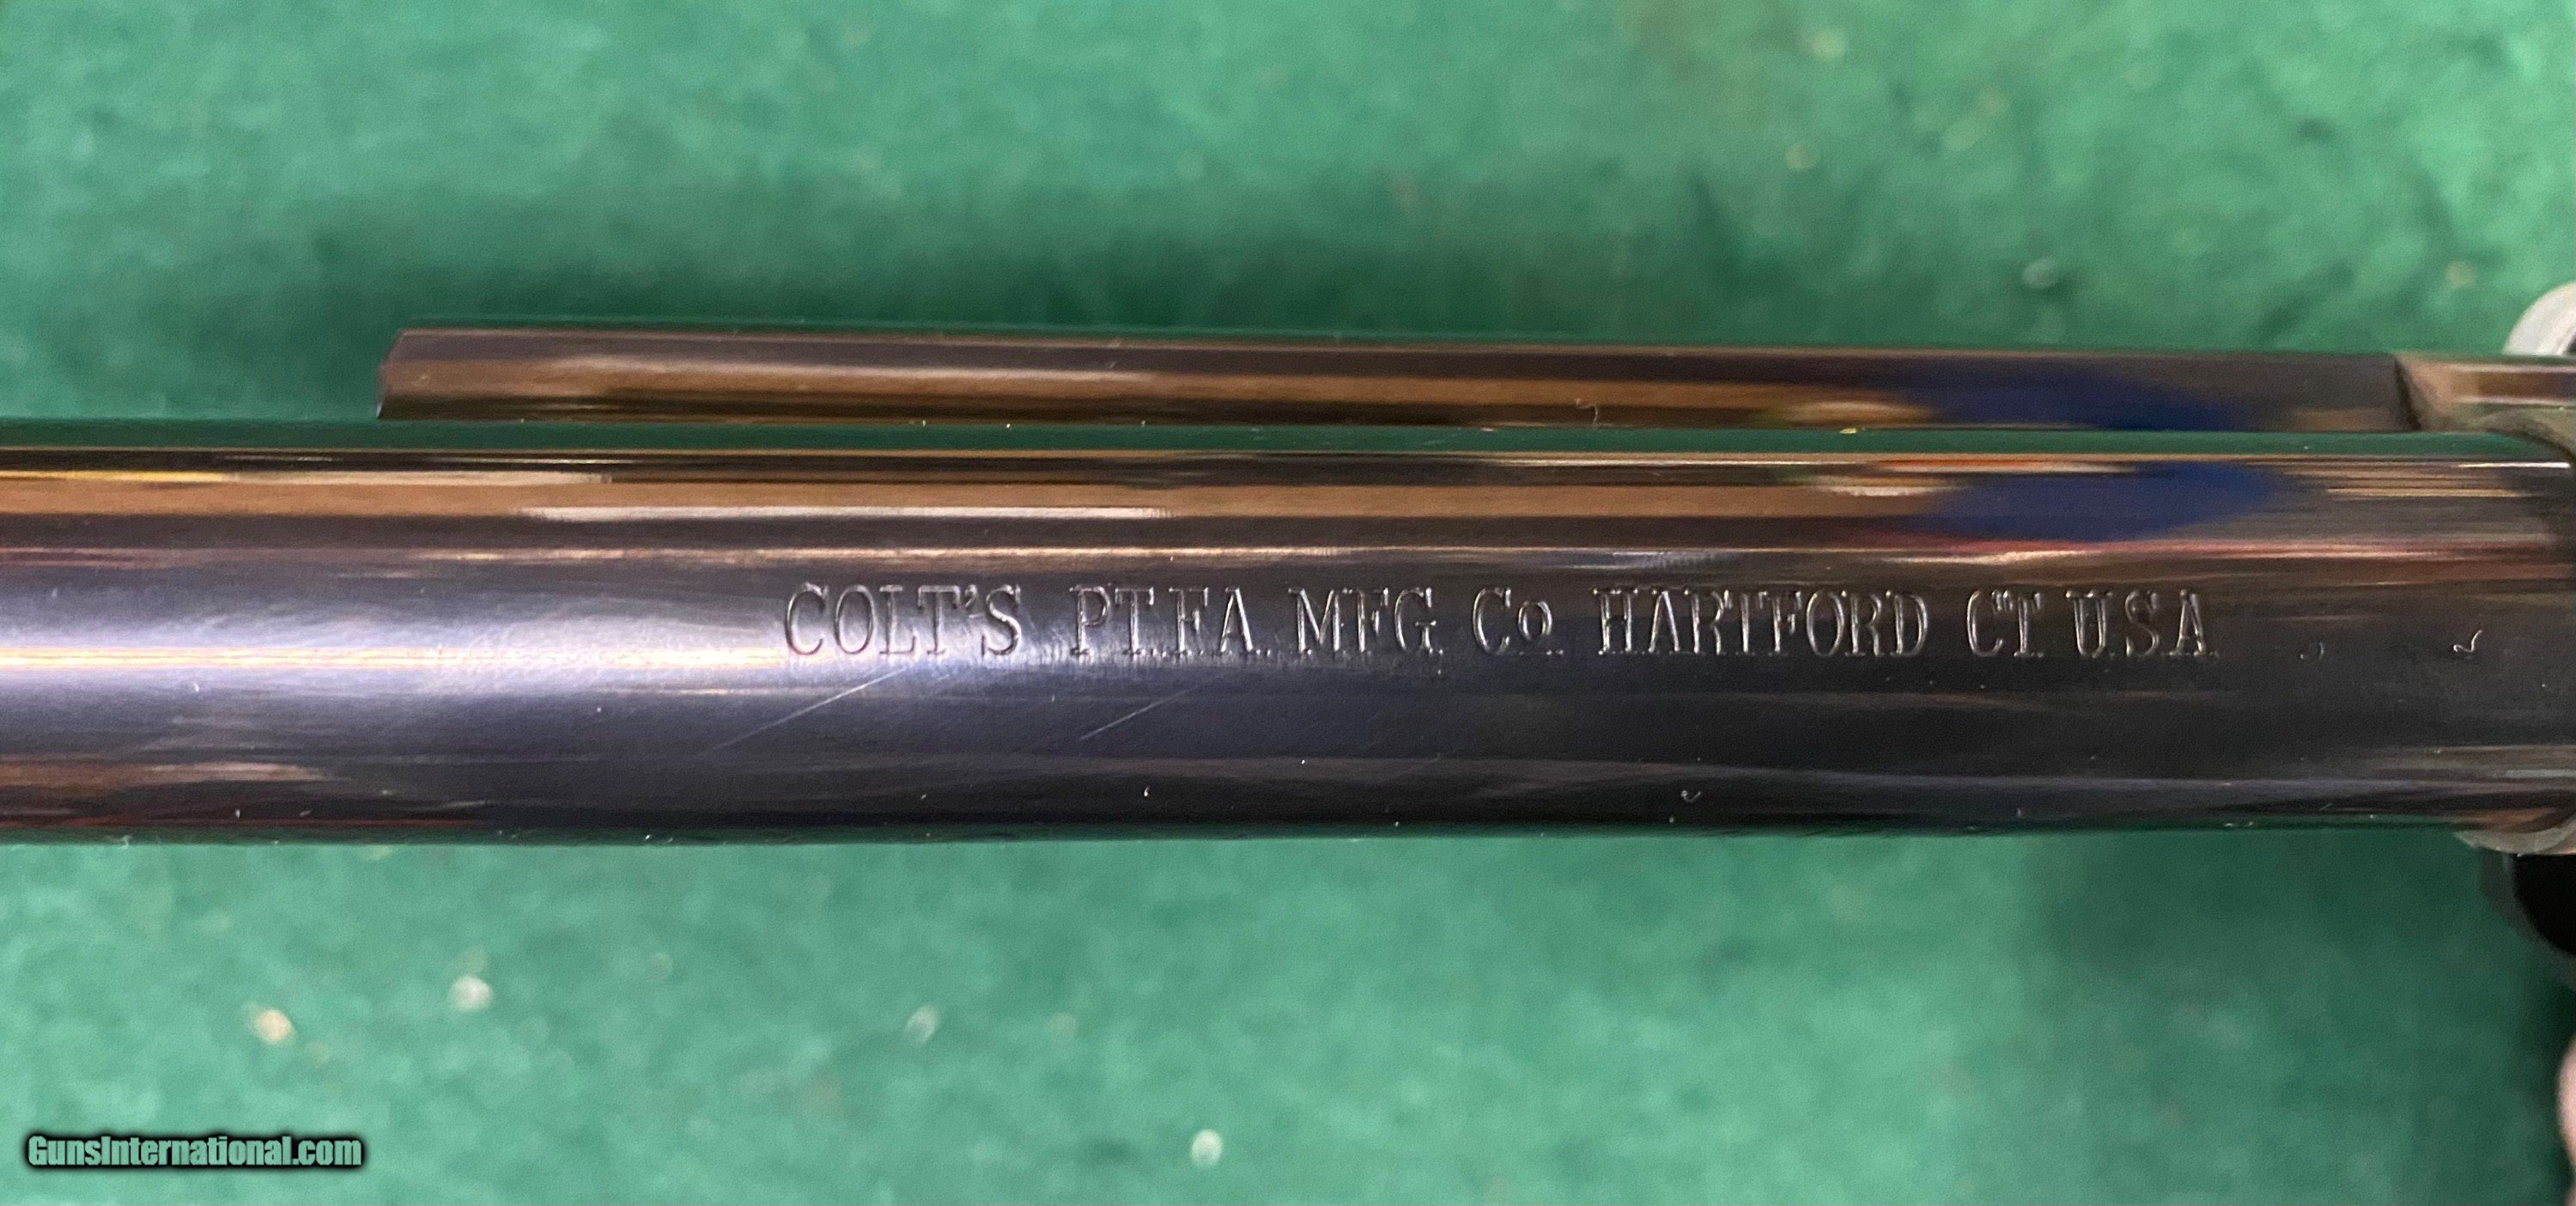 COLT'S PT.F.A. MFG. Co. HARTFORD CT. U.S.A.
GunsInternational.com